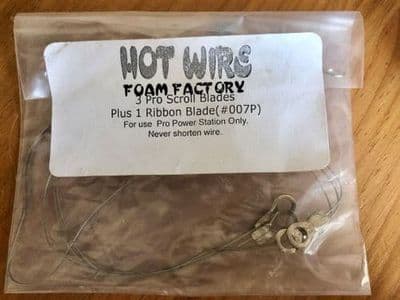 HOT WIRE
FOAM FACTORY
3 Pro Scroll Blades
Plus 1 Ribbon Blade(#007P)
For use Pro Power Station Only.
Never shorten wire.